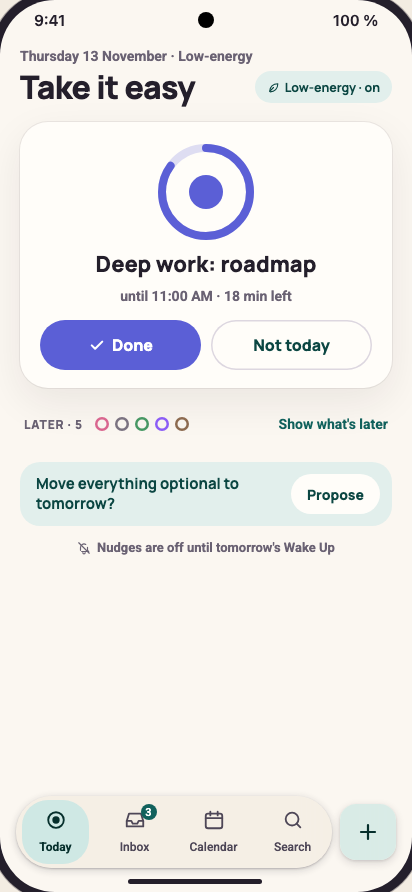 9:41
100 %
Thursday 13 November · Low-energy
Take it easy
Low-energy · on
Deep work: roadmap
until 11:00 AM · 18 min left
Done
Not today
LATER · 5
Show what's later
Move everything optional to
tomorrow?
Propose
Nudges are off until tomorrow's Wake Up
3
Today
Inbox
Calendar
Search